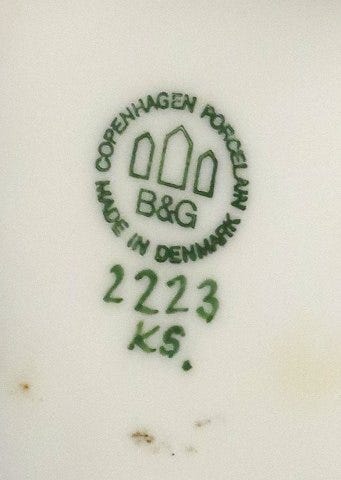 COPENHAGEN PORCELAIN
B&G
MADE IN DENMARK
2223
KS.